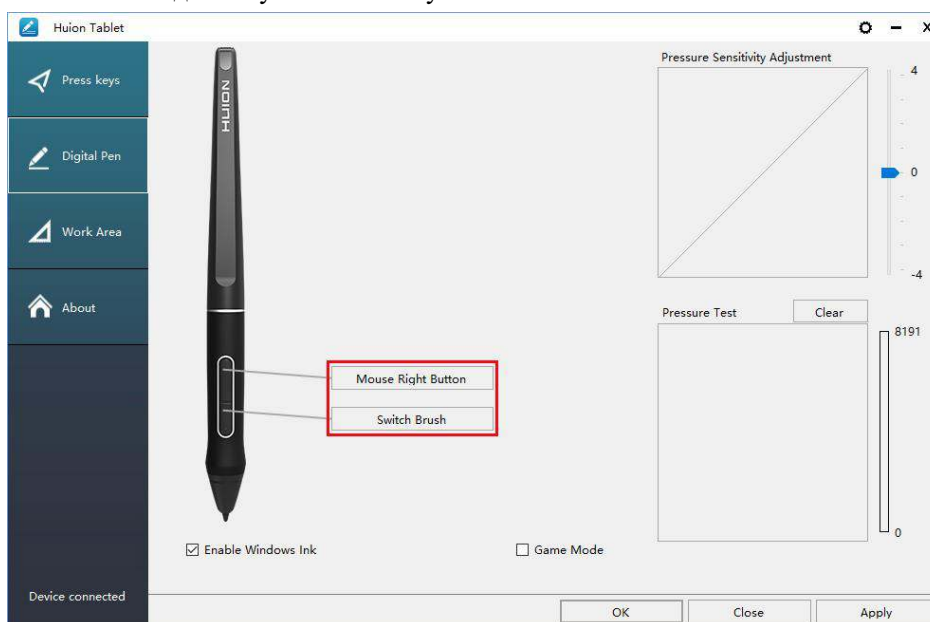 Huion Tablet
Press keys
Digital Pen
Work Area
About
Device connected
HUION
Mouse Right Button
Switch Brush
Enable Windows Ink
Game Mode
Pressure Sensitivity Adjustment
4
0
-4
Pressure Test
Clear
8191
0
OK
Close
Apply